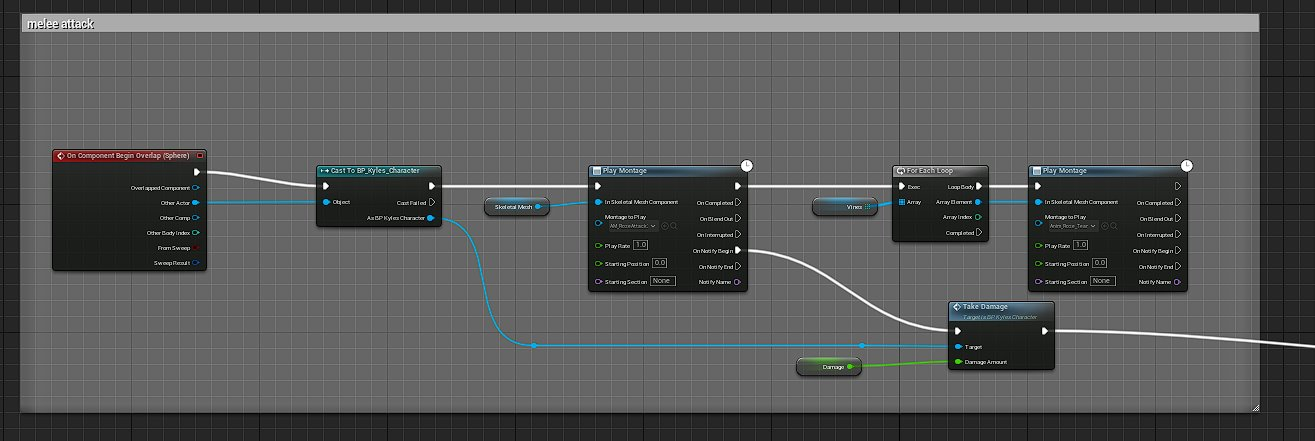 melee attack
On Component Begin Overlap (Sphere)
Overlapped Component
Other Actor
Other Comp
Other Body Index
From Sweep
Sweep Result
Cast To BP_Kyles_Character
Object
Cast Failed
As BP Kyles Character
Skeletal Mesh
Play Montage
In Skeletal Mesh Component
On Completed
Montage to Play
AM_RozeAttack
On Blend Out
On Interrupted
Play Rate 1.0
On Notify Begin
Starting Position 0.0
On Notify End
Starting Section None
Notify Name
Vines
For Each Loop
Exec
Loop Body
Array
Array Element
Array Index
Completed
Play Montage
In Skeletal Mesh Component
On Completed
Montage to Play
On Blend Out
On Interrupted
Play Rate 1.0
On Notify Begin
Starting Position 0.0
On Notify End
Starting Section None
Notify Name
Take Damage
Target is BP Kyles Character
Target
Damage Amount
Damage